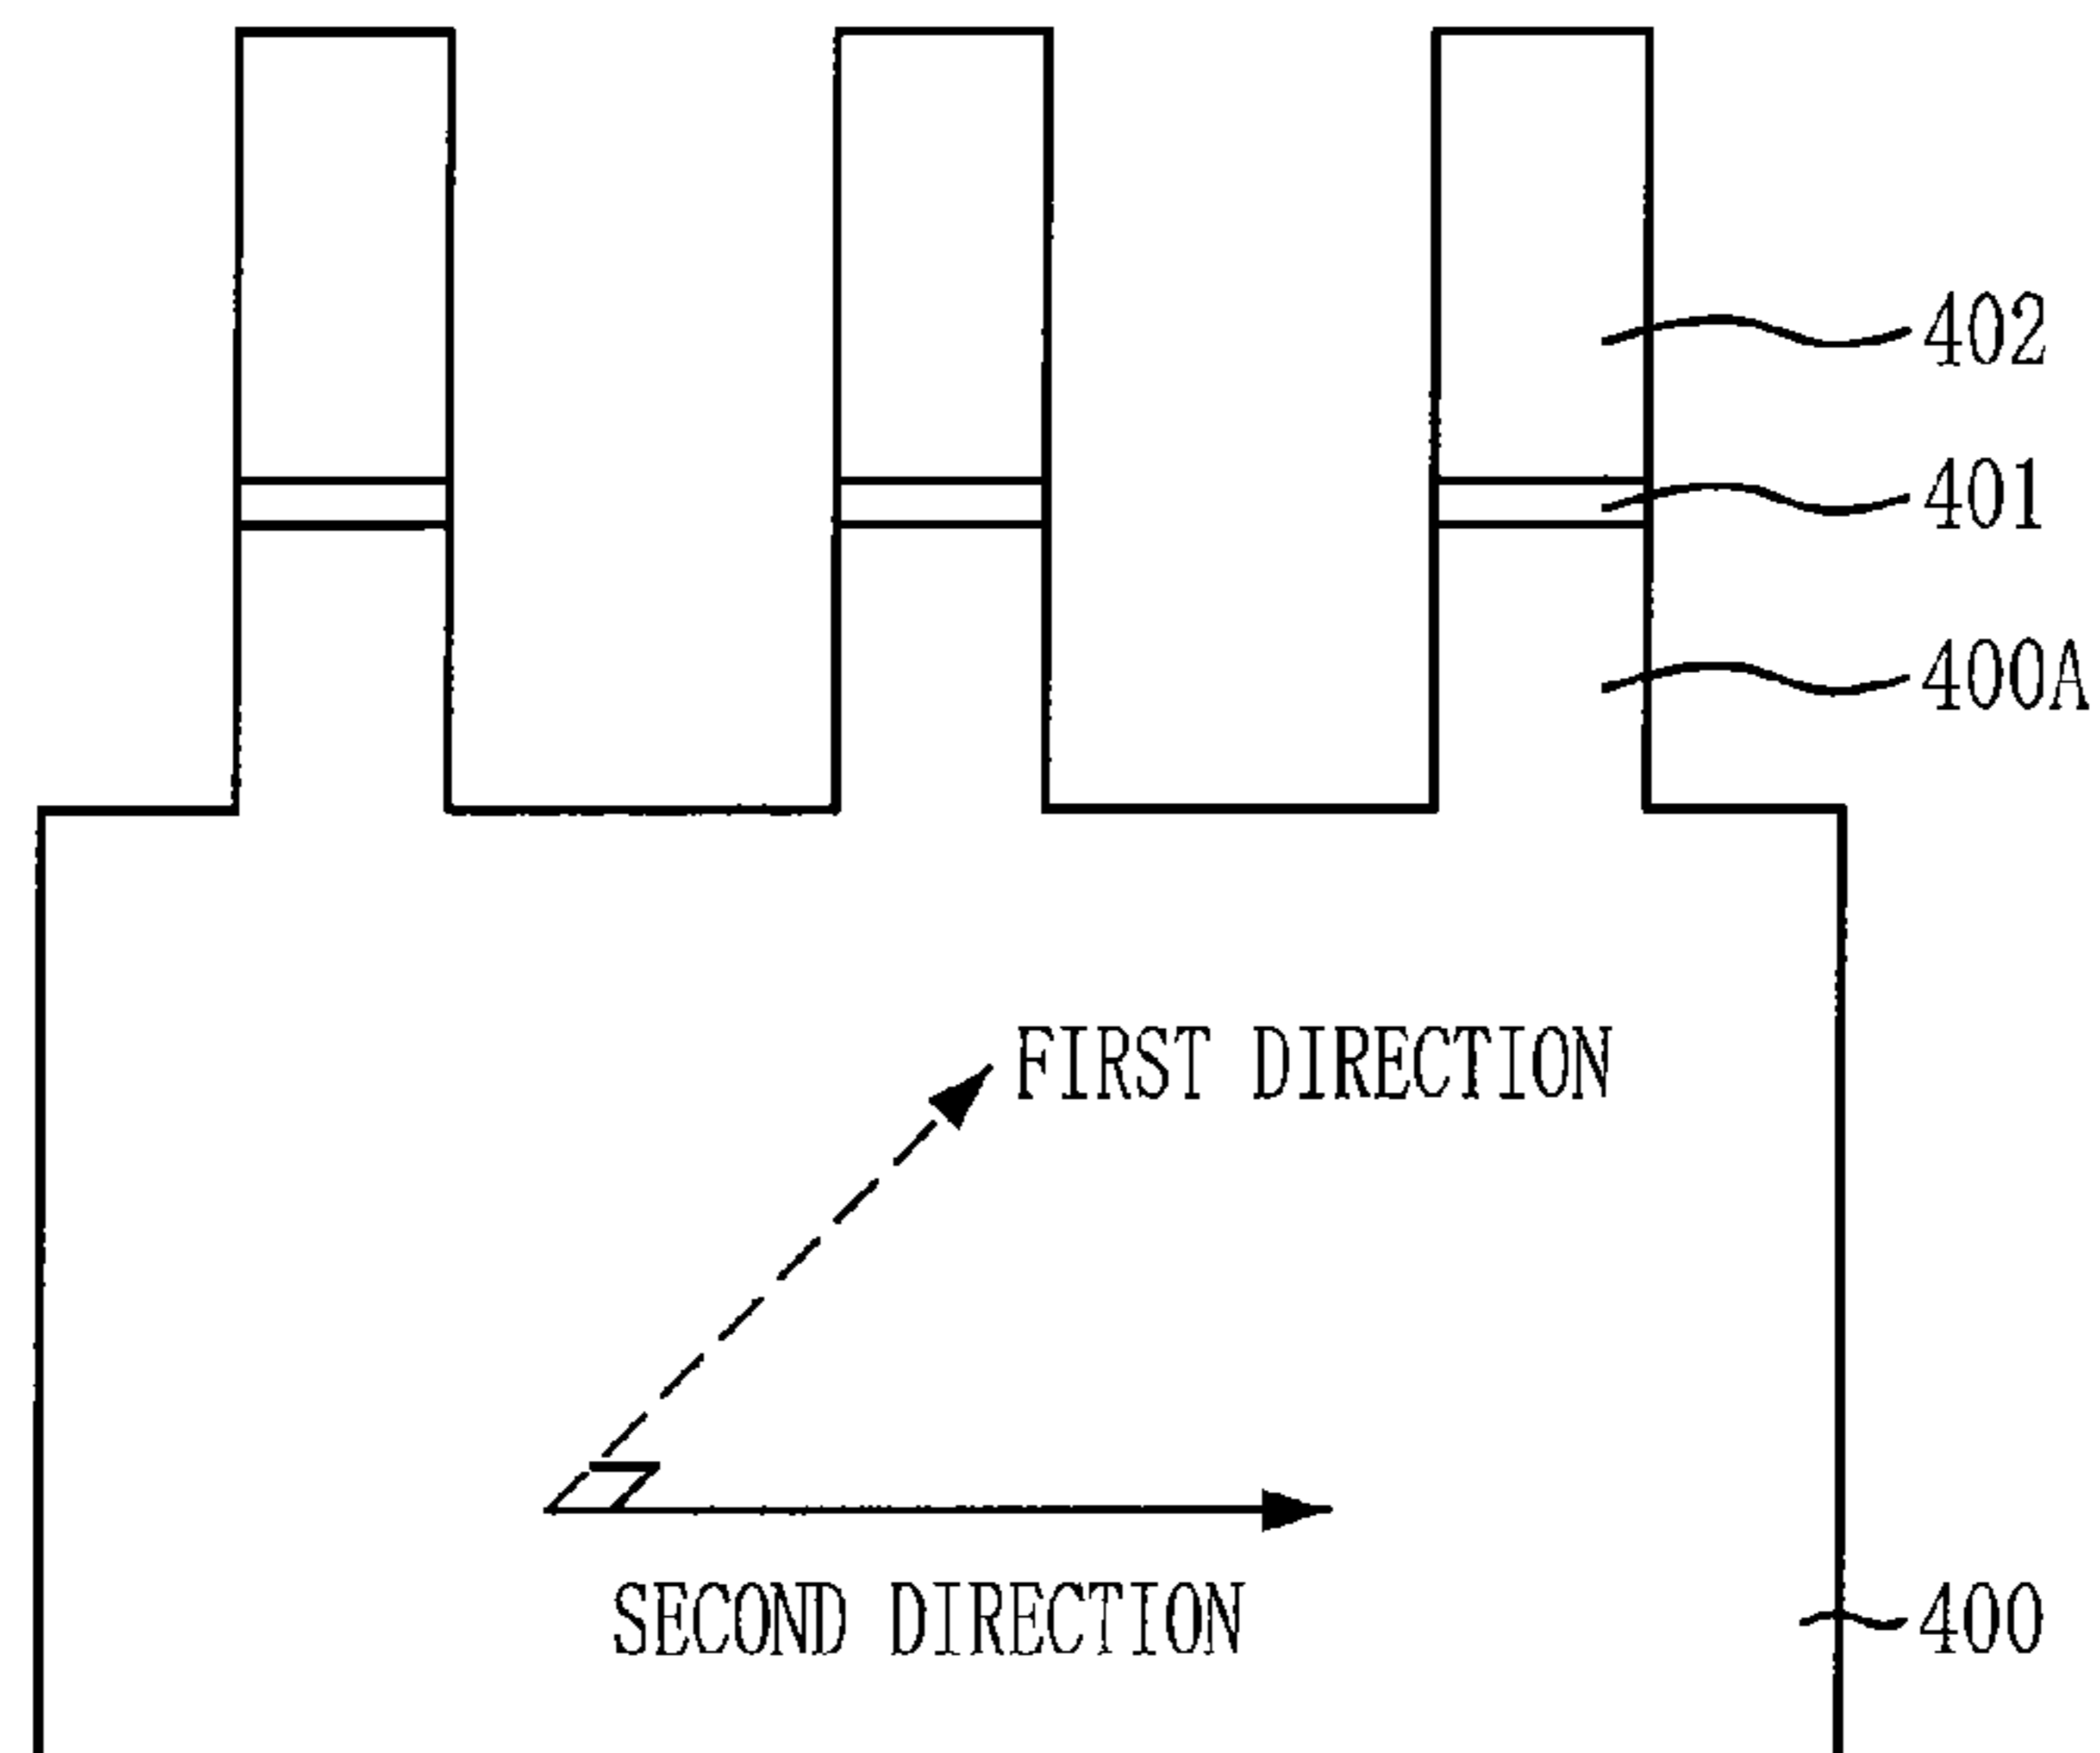 402
401
400A
FIRST DIRECTION
SECOND DIRECTION
400